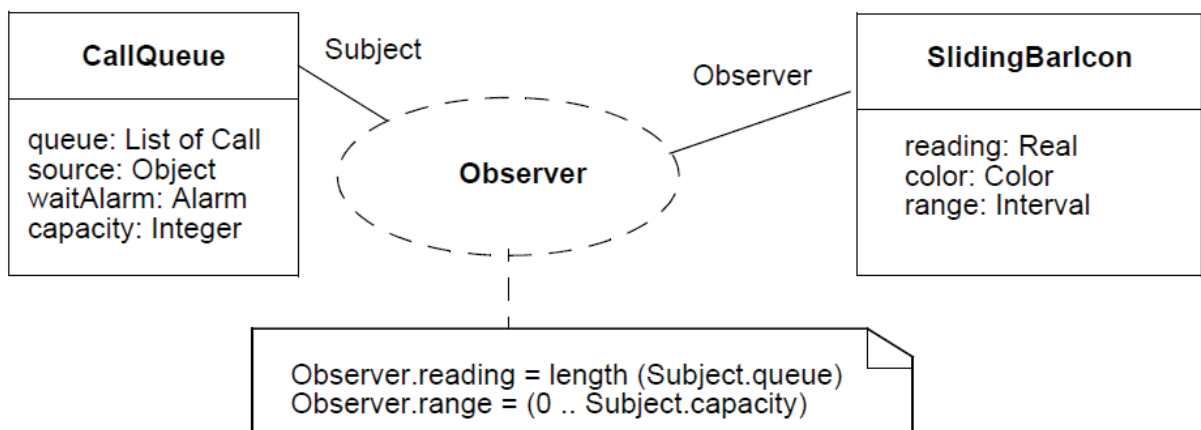 CallQueue
queue: List of Call
source: Object
waitAlarm: Alarm
capacity: Integer
Subject
Observer
Observer
SlidingBarIcon
reading: Real
color: Color
range: Interval
Observer.reading = length (Subject.queue)
Observer.range = (0 .. Subject.capacity)